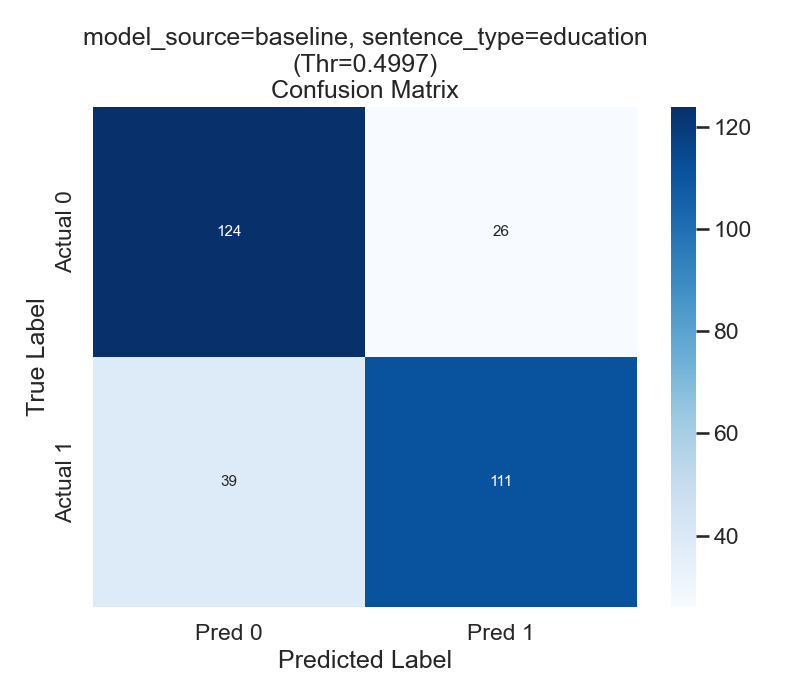 model_source=baseline, sentence_type=education
(Thr=0.4997)
Confusion Matrix
True Label
Actual 0
124
26
Actual 1
39
111
Pred 0
Pred 1
Predicted Label
120
100
80
60
40